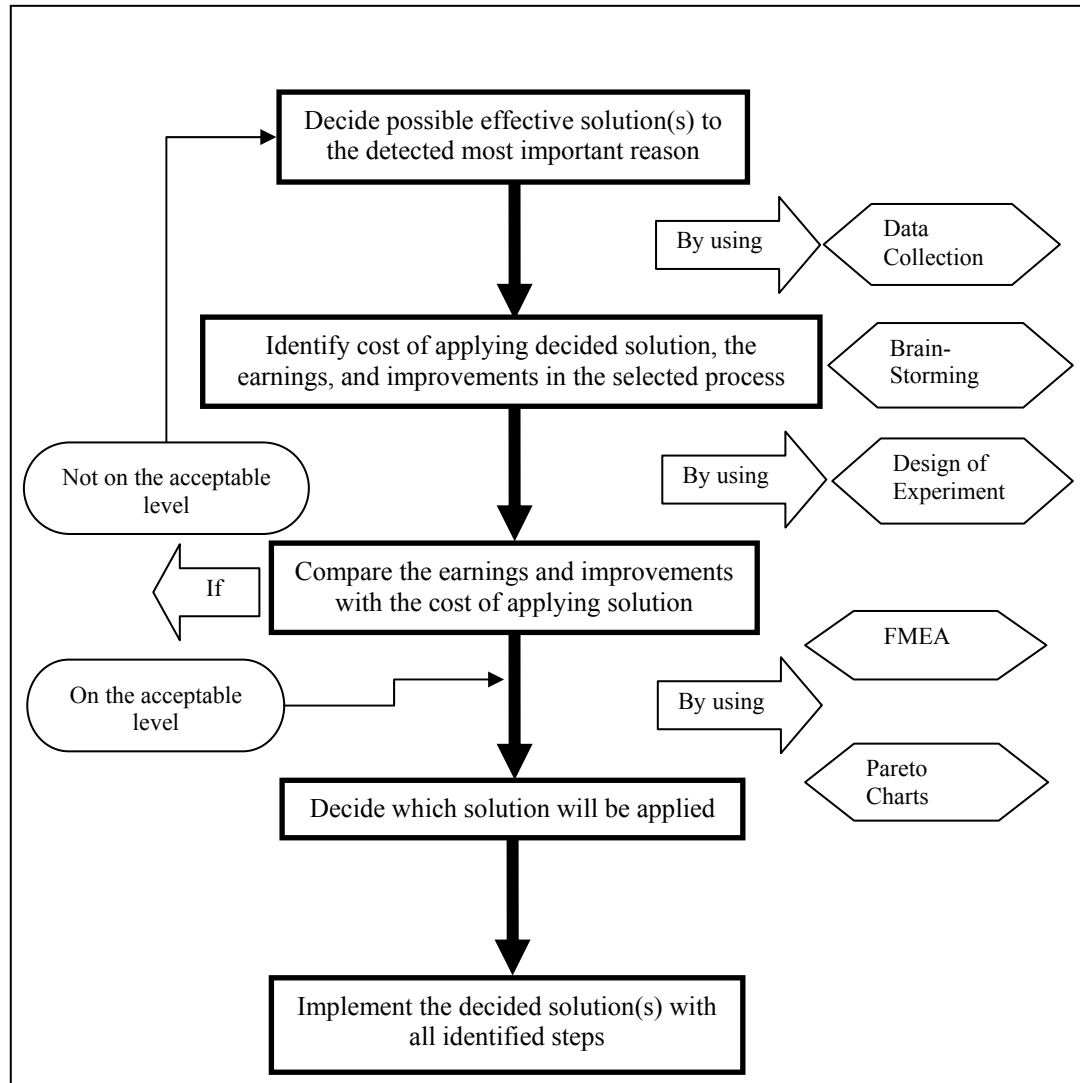 Decide possible effective solution(s) to
the detected most important reason
By using
Data
Collection
Identify cost of applying decided solution, the
earnings, and improvements in the selected process
Brain-
Storming
Not on the acceptable
level
By using
Design of
Experiment
Compare the earnings and improvements
with the cost of applying solution
If
FMEA
On the acceptable
level
By using
Pareto
Charts
Decide which solution will be applied
Implement the decided solution(s) with
all identified steps